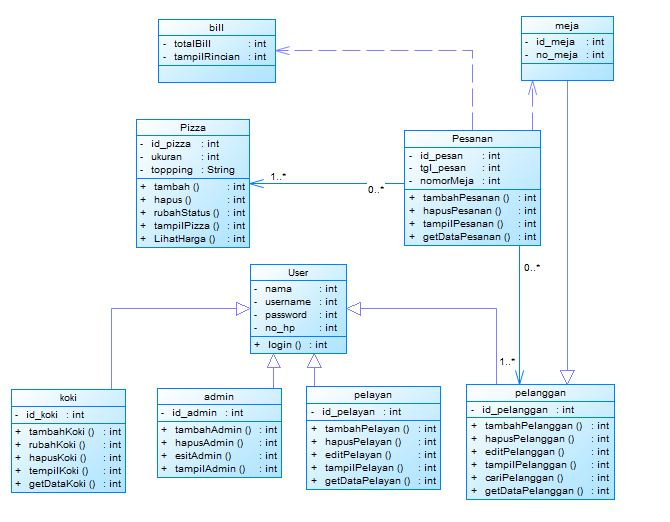 bill
- totalBill : int
- tampilRincian : int
meja
- id_meja : int
- no_meja : int
Pizza
- id_pizza : int
- ukuran : int
- toppping : String
+ tambah () : int
+ hapus () : int
+ rubahStatus () : int
+ tampilPizza () : int
+ LihatHarga () : int
1..*
0..*
Pesanan
- id_pesan : int
- tgl_pesan : int
- nomorMeja : int
+ tambahPesanan () : int
+ hapusPesanan () : int
+ tampilPesanan () : int
+ getDataPesanan () : int
0..*
1..*
User
- nama : int
- username : int
- password : int
- no_hp : int
+ login () : int
koki
- id_koki : int
+ tambahKoki () : int
+ rubahKoki () : int
+ hapusKoki () : int
+ tempilKoki () : int
+ getDataKoki () : int
admin
- id_admin : int
+ tambahAdmin () : int
+ hapusAdmin () : int
+ esitAdmin () : int
+ tampilAdmin () : int
pelayan
- id_pelayan : int
+ tambahPelayan () : int
+ hapusPelayan () : int
+ editPelayan () : int
+ tampilPelayan () : int
+ getDataPelayan () : int
pelanggan
- id_pelanggan : int
+ tambahPelanggan () : int
+ hapusPelanggan () : int
+ editPelanggan () : int
+ tampilPelanggan () : int
+ cariPelanggan () : int
+ getDataPelanggan () : int